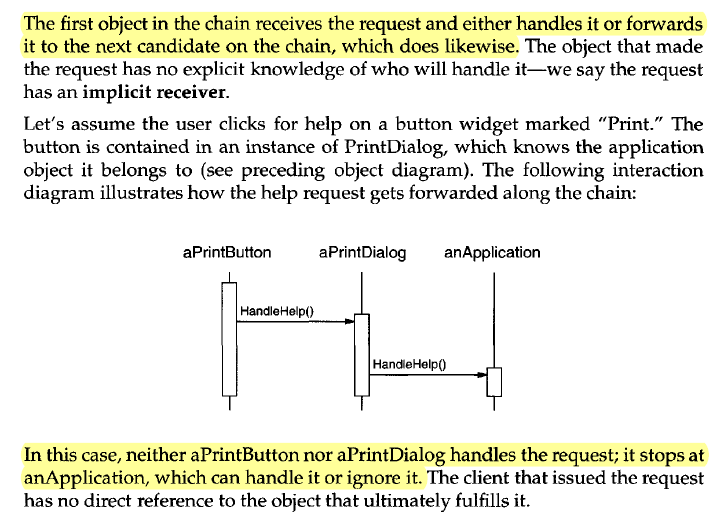 The first object in the chain receives the request and either handles it or forwards
it to the next candidate on the chain, which does likewise. The object that made
the request has no explicit knowledge of who will handle it—we say the request
has an implicit receiver.
Let's assume the user clicks for help on a button widget marked "Print." The
button is contained in an instance of PrintDialog, which knows the application
object it belongs to (see preceding object diagram). The following interaction
diagram illustrates how the help request gets forwarded along the chain:
aPrintButton aPrintDialog anApplication
HandleHelp()
HandleHelp()
In this case, neither aPrintButton nor aPrintDialog handles the request; it stops at
anApplication, which can handle it or ignore it. The client that issued the request
has no direct reference to the object that ultimately fulfills it.